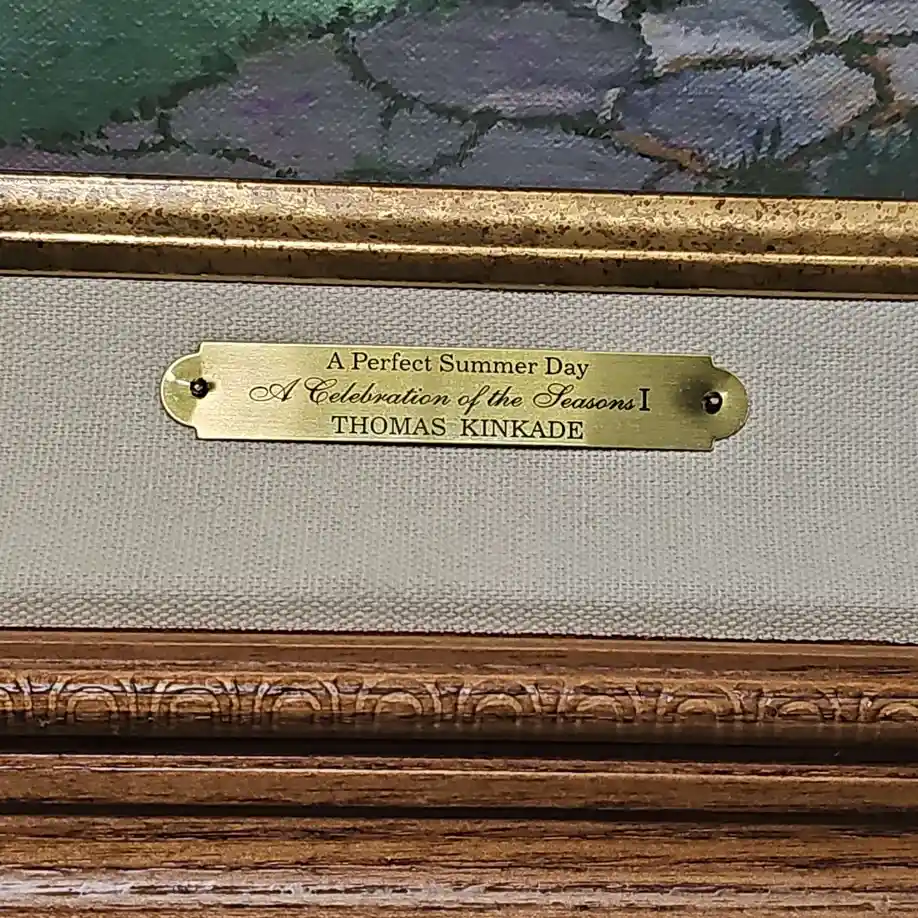 A Perfect Summer Day
A Celebration of the Seasons I
THOMAS KINKADE